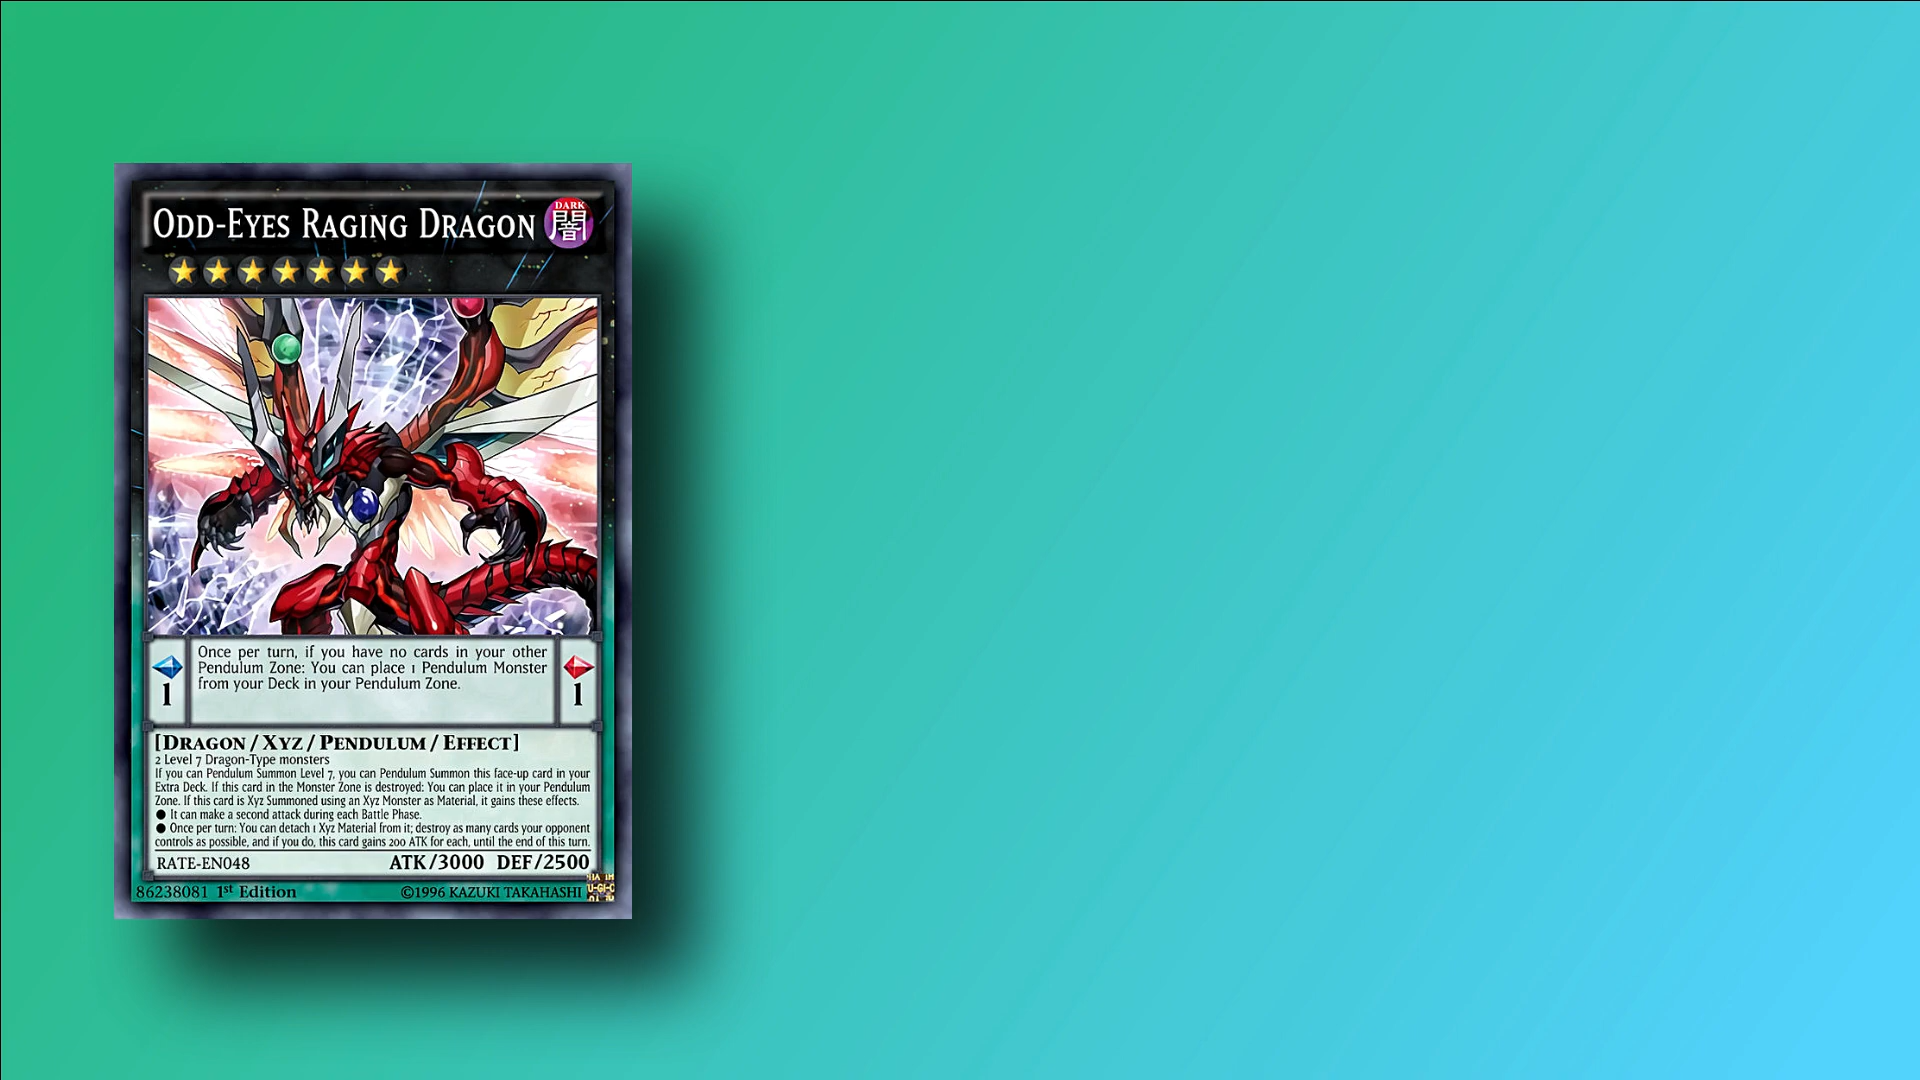 Odd-Eyes Raging Dragon
DARK
闇
Once per turn, if you have no cards in your other
Pendulum Zone: You can place 1 Pendulum Monster
from your Deck in your Pendulum Zone.
1
1
[Dragon / Xyz / Pendulum / Effect]
2 Level 7 Dragon-Type monsters
If you can Pendulum Summon Level 7, you can Pendulum Summon this face-up card in your
Extra Deck. If this card in the Monster Zone is destroyed: You can place it in your Pendulum
Zone. If this card is Xyz Summoned using an Xyz Monster as Material, it gains these effects.
● It can make a second attack during each Battle Phase.
● Once per turn: You can detach 1 Xyz Material from it; destroy as many cards your opponent
controls as possible, and if you do, this card gains 200 ATK for each, until the end of this turn.
RATE-EN048 ATK/3000 DEF/2500
86238081 1st Edition ©1996 KAZUKI TAKAHASHI